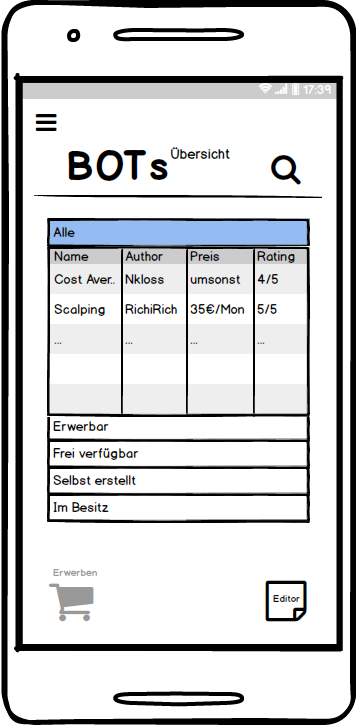 17:39
BOTs Übersicht
Alle
Name Author Preis Rating
Cost Aver.. Nkloss umsonst 4/5
Scalping RichiRich 35€/Mon 5/5
... ... ... ...
Erwerbar
Frei verfügbar
Selbst erstellt
Im Besitz
Erwerben
Editor